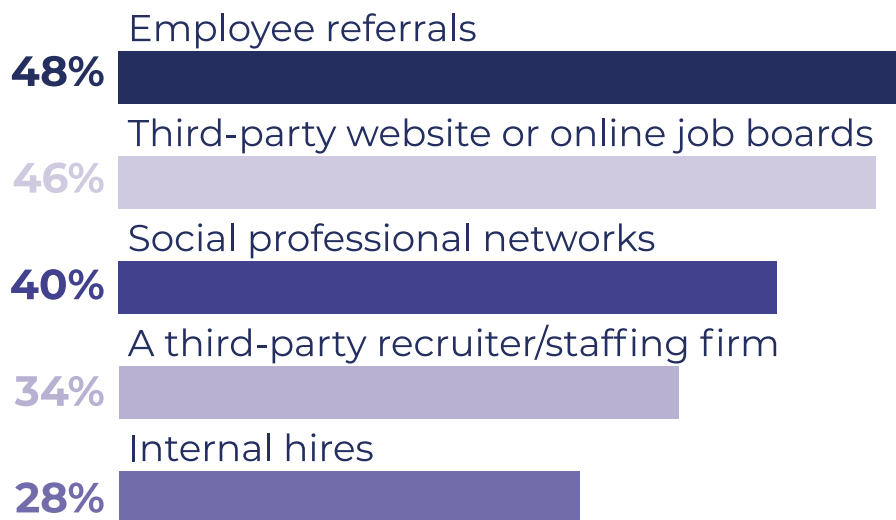 Employee referrals
48%
Third-party website or online job boards
46%
Social professional networks
40%
A third-party recruiter/staffing firm
34%
Internal hires
28%